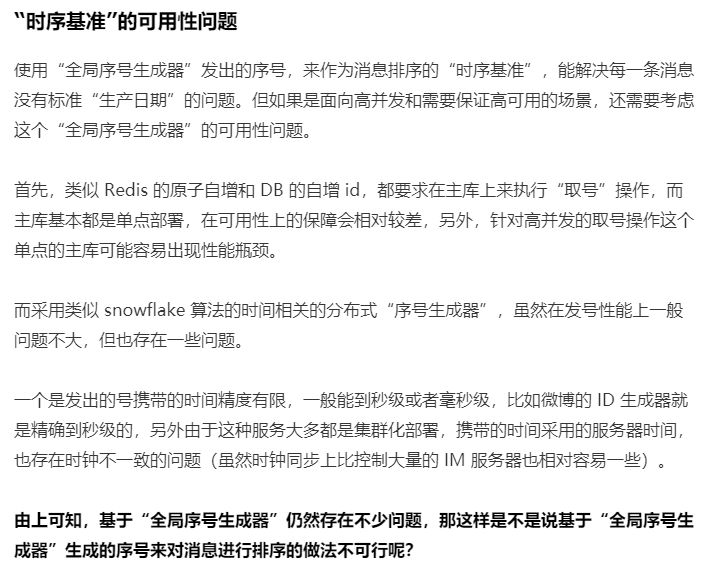 “时序基准”的可用性问题
使用“全局序号生成器”发出的序号，来作为消息排序的“时序基准”，能解决每一条消息
没有标准“生产日期”的问题。但如果是面向高并发和需要保证高可用的场景，还需要考虑
这个“全局序号生成器”的可用性问题。
首先，类似 Redis 的原子自增和 DB 的自增 id，都要求在主库上来执行“取号”操作，而
主库基本都是单点部署，在可用性上的保障会相对较差，另外，针对高并发的取号操作这个
单点的主库可能容易出现性能瓶颈。
而采用类似 snowflake 算法的时间相关的分布式“序号生成器”，虽然在发号性能上一般
问题不大，但也存在一些问题。
一个是发出的号携带的时间精度有限，一般能到秒级或者毫秒级，比如微博的 ID 生成器就
是精确到秒级的，另外由于这种服务大多都是集群化部署，携带的时间采用的服务器时间，
也存在时钟不一致的问题（虽然时钟同步上比控制大量的 IM 服务器也相对容易一些）。
由上可知，基于“全局序号生成器”仍然存在不少问题，那这样是不是说基于“全局序号生
成器”生成的序号来对消息进行排序的做法不可行呢？